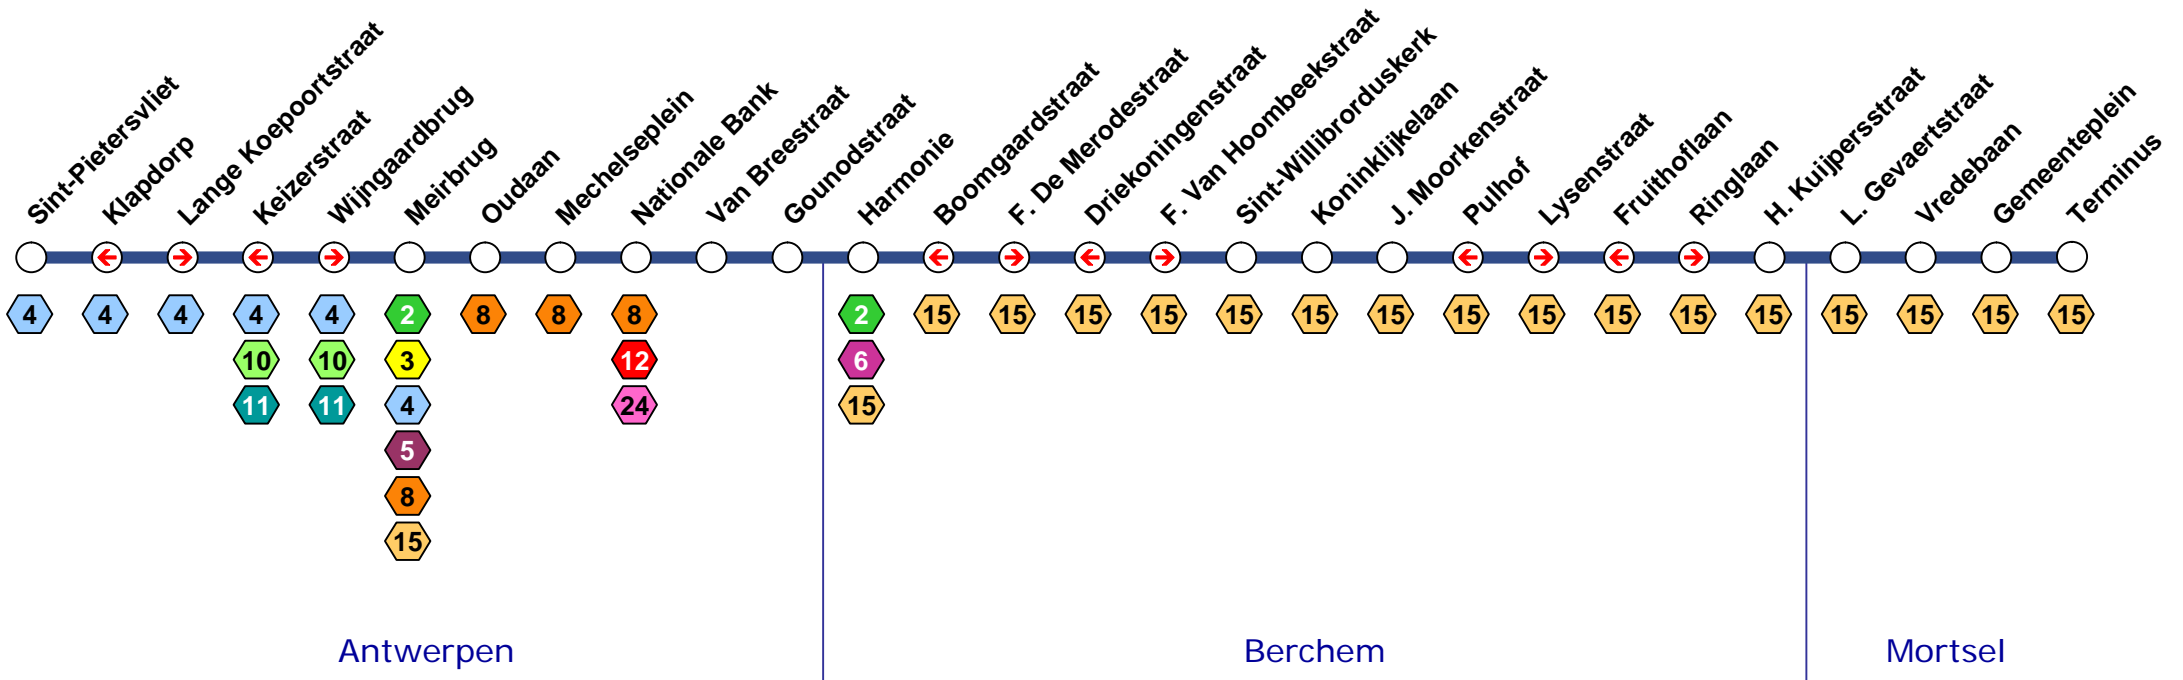 Sint-Pietersvliet
Klapdorp
Lange Koepoortstraat
Keizerstraat
Wijngaardbrug
Meirbrug
Oudaan
Mechelseplein
Nationale Bank
Van Breestraat
Gounodstraat
Harmonie
Boomgaardstraat
F. De Merodestraat
Driekoningenstraat
F. Van Hoombeekstraat
Sint-Willibrorduskerk
Koninklijkelaan
J. Moorkenstraat
Pulhof
Lysenstraat
Fruithoflaan
Ringlaan
H. Kuijpersstraat
L. Gevaertstraat
Vredebaan
Gemeenteplein
Terminus
4 4 4 4 4 2 8 8 8 2 15 15 15 15 15 15 15 15 15 15 15 15 15 15 15 15
10 10 3 12 6
11 11 4 24 15
5
8
15
Antwerpen Berchem Mortsel